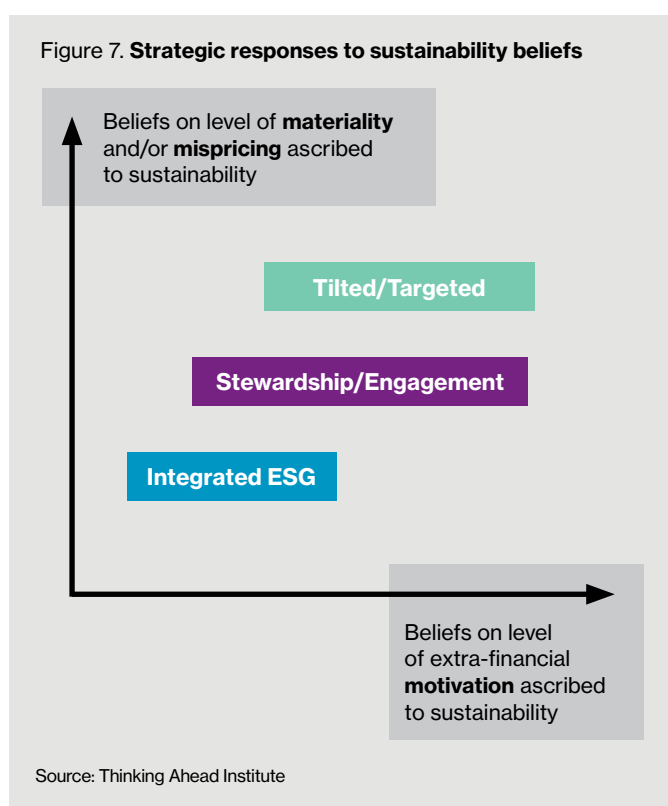 Figure 7. Strategic responses to sustainability beliefs
Beliefs on level of materiality
and/or mispricing ascribed
to sustainability
Tilted/Targeted
Stewardship/Engagement
Integrated ESG
Beliefs on level
of extra-financial
motivation ascribed
to sustainability
Source: Thinking Ahead Institute